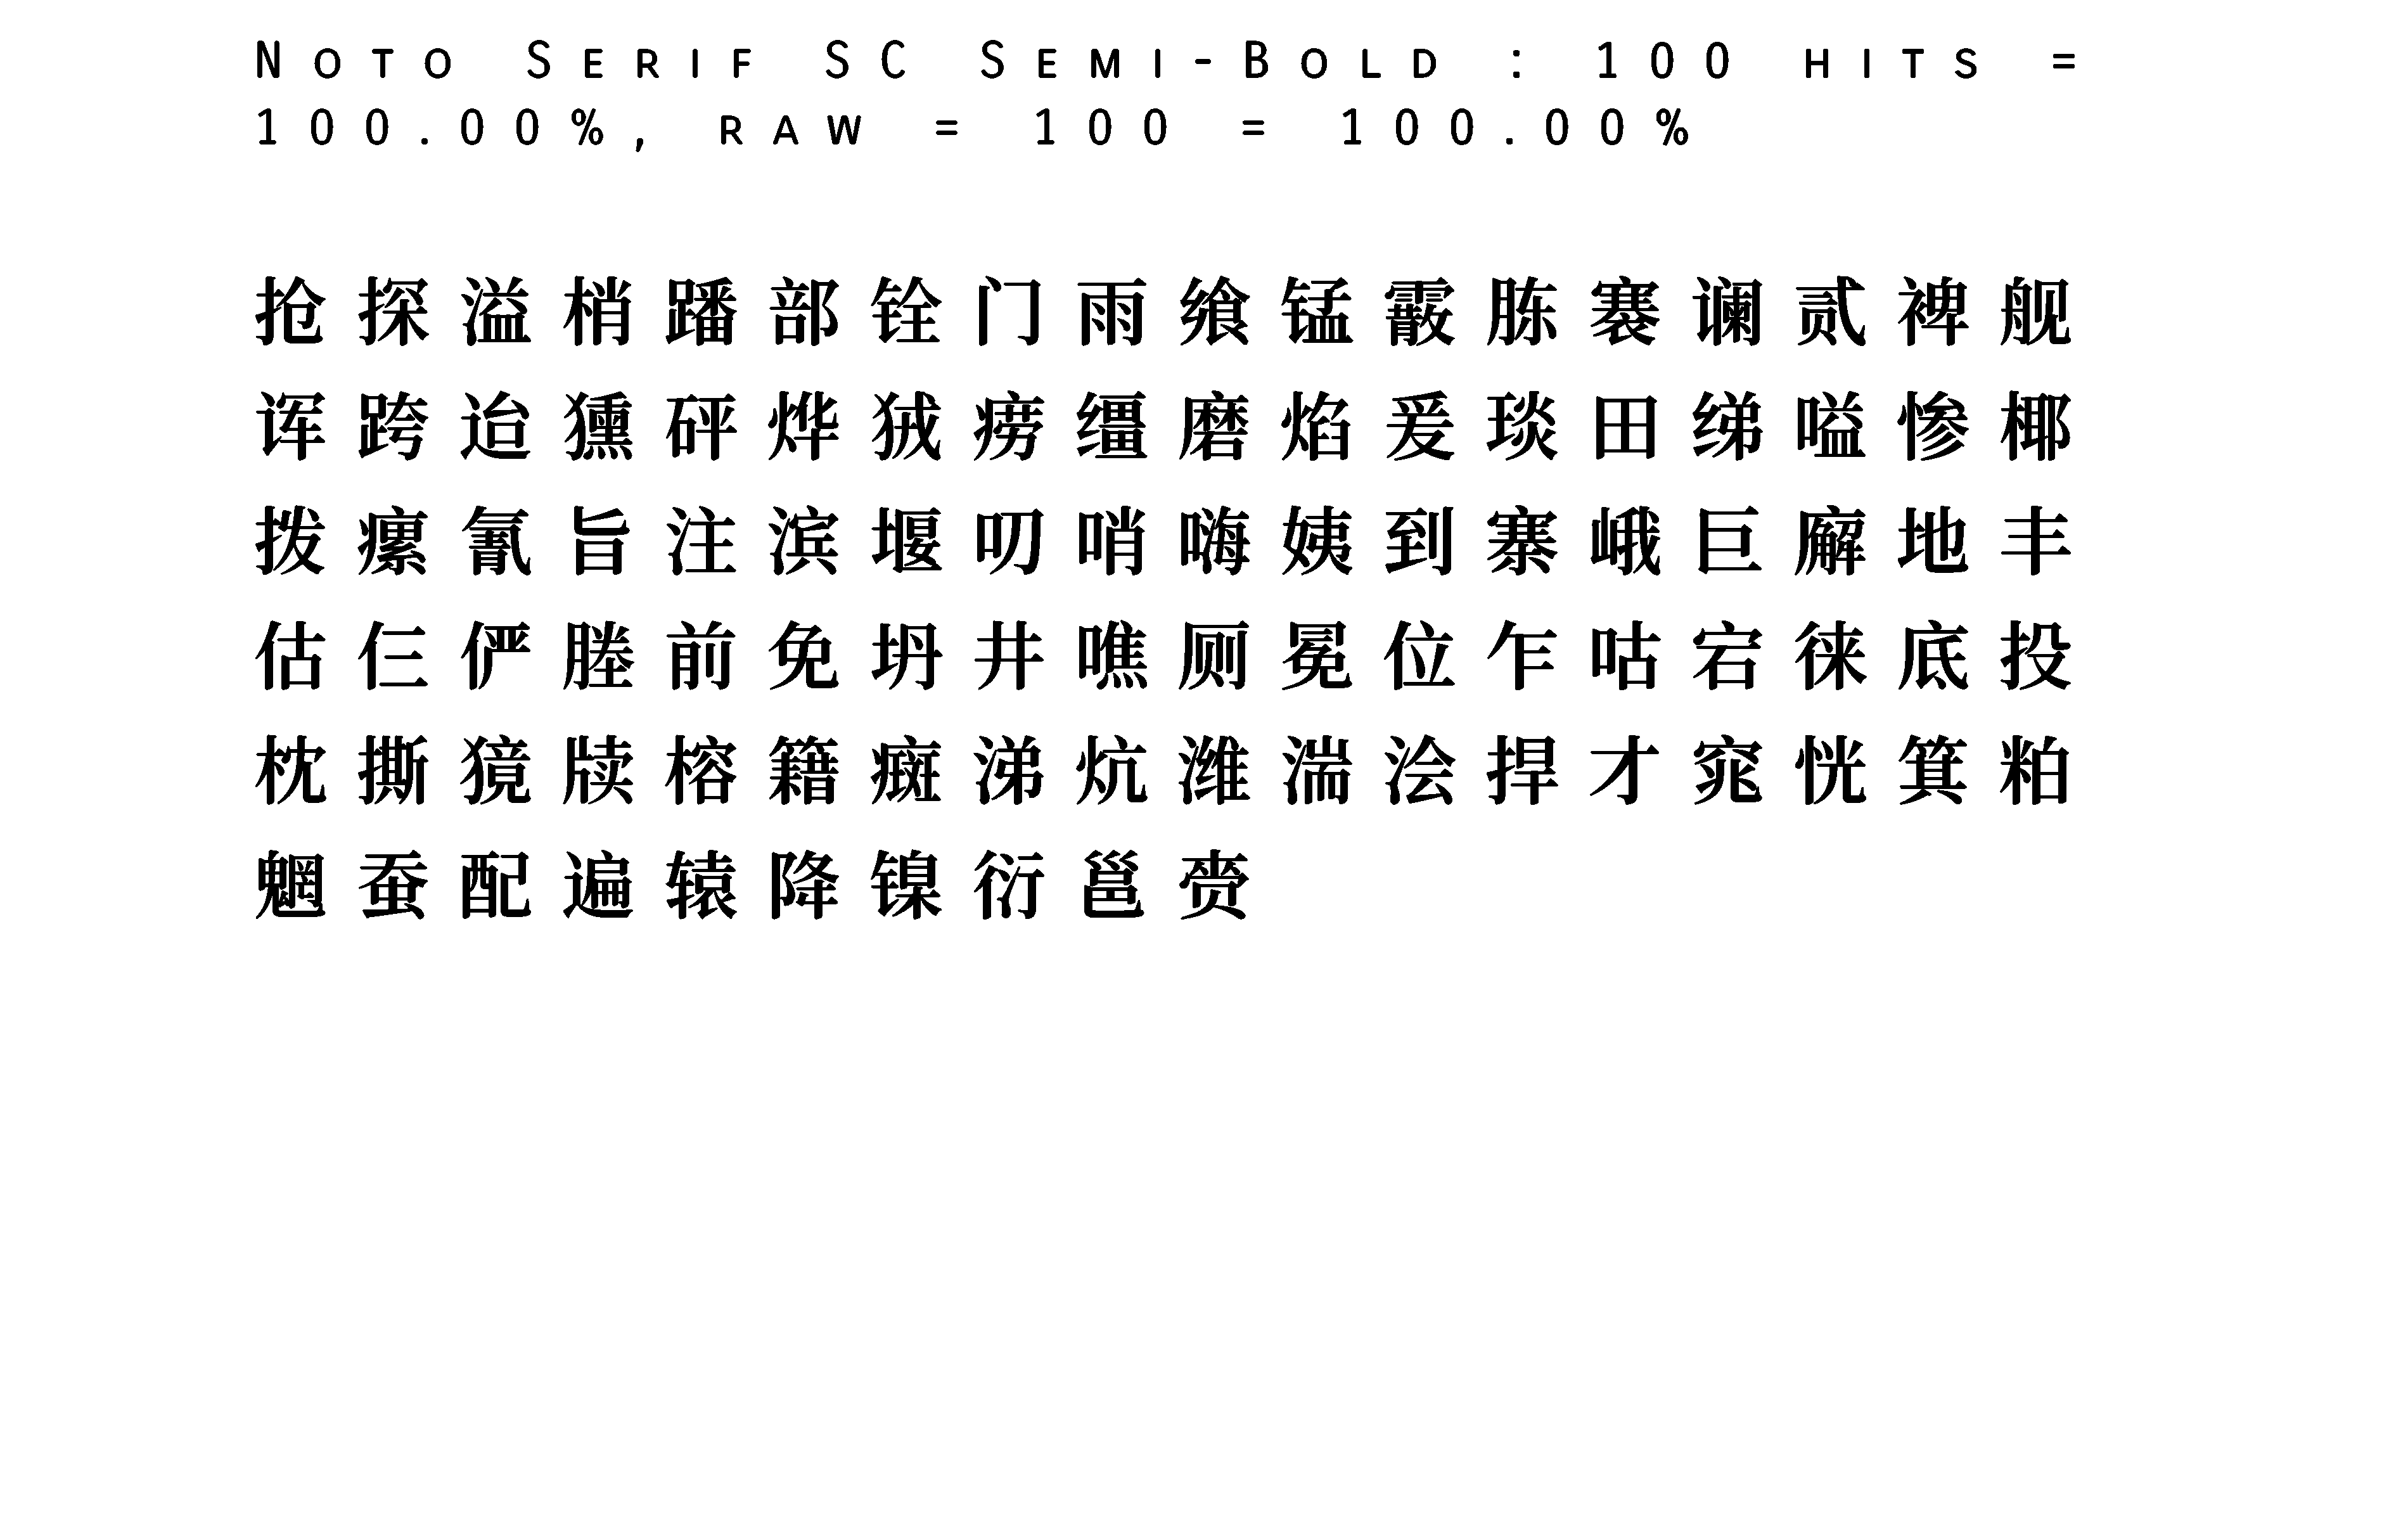 Noto Serif SC Semi-Bold : 100 hits =
100.00%, raw = 100 = 100.00%
抢探溢梢蹯部铨门雨飨锰霰胨褰谰贰裨舰
诨跨迨獯砰烨狨痨缰磨焰爰琰田绨嗌惨椰
拨瘰氰旨注滨堰叨哨嗨姨到寨峨巨廨地丰
估仨俨塍前免坍井噍厕冕位乍咕宕徕底投
枕撕獍牍榕籍斑涕炕潍湍浍捍才窕恍箕粕
魍蚕配遍辕降镍衍邕赍